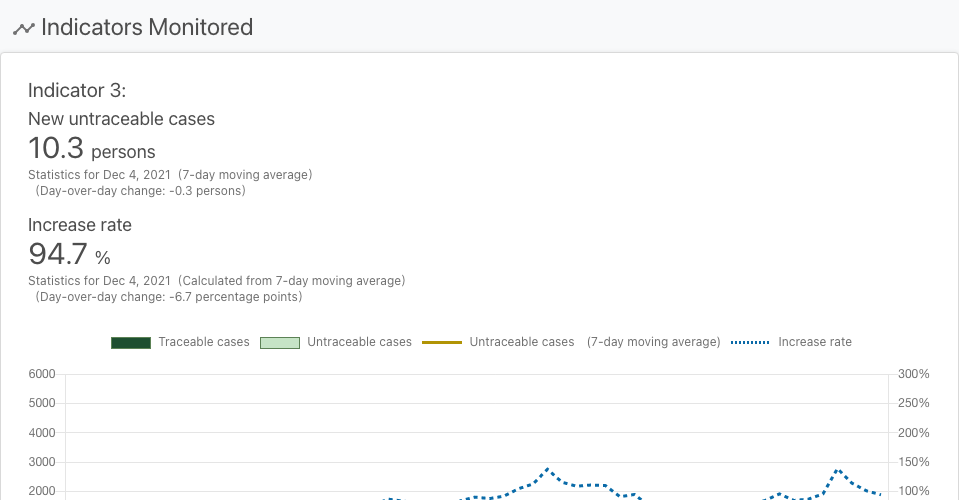 Indicators Monitored
Indicator 3:
New untraceable cases
10.3 persons
Statistics for Dec 4, 2021 (7-day moving average)
(Day-over-day change: -0.3 persons)
Increase rate
94.7 %
Statistics for Dec 4, 2021 (Calculated from 7-day moving average)
(Day-over-day change: -6.7 percentage points)
Traceable cases Untraceable cases Untraceable cases (7-day moving average) Increase rate
6000 300%
5000 250%
4000 200%
3000 150%
2000 100%